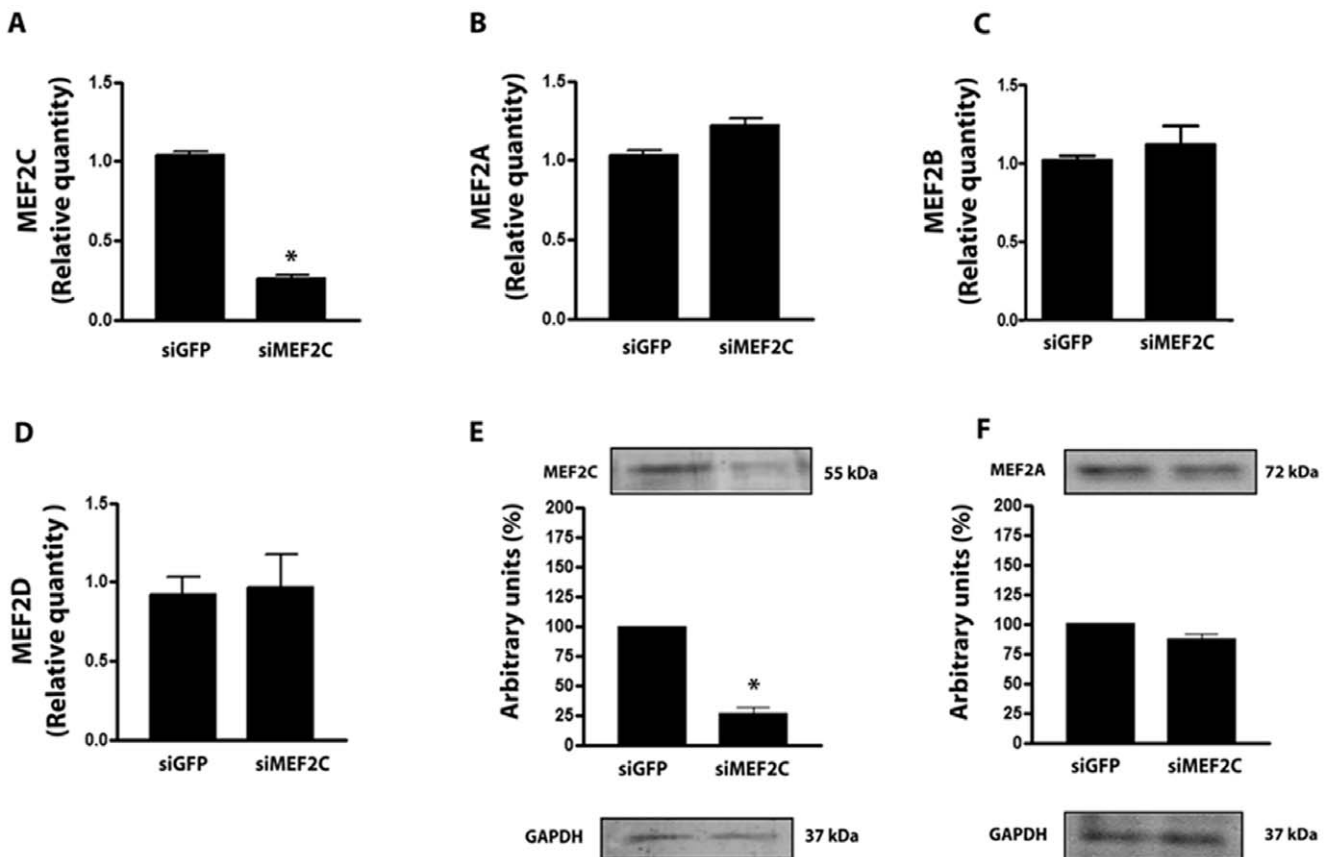 A
MEF2C
(Relative quantity)
1.5
1.0
0.5
0.0
*
siGFP
siMEF2C
B
MEF2A
(Relative quantity)
1.5
1.0
0.5
0.0
siGFP
siMEF2C
C
MEF2B
(Relative quantity)
1.5
1.0
0.5
0.0
siGFP
siMEF2C
D
MEF2D
(Relative quantity )
1.5
1.0
0.5
0.0
siGFP
siMEF2C
E
MEF2C
55 kDa
Arbitrary units (%)
200
175
150
125
100
75
50
25
0
*
siGFP
siMEF2C
GAPDH
37 kDa
F
MEF2A
72 kDa
Arbitrary units (%)
200
175
150
125
100
75
50
25
0
siGFP
siMEF2C
GAPDH
37 kDa